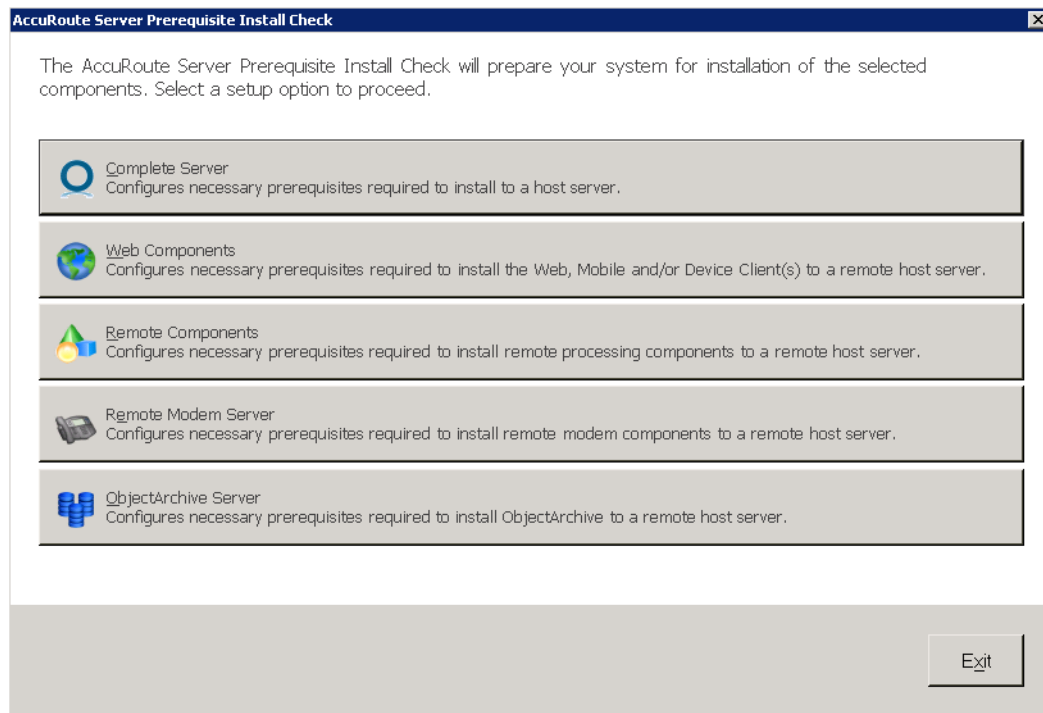 AccuRoute Server Prerequisite Install Check
The AccuRoute Server Prerequisite Install Check will prepare your system for installation of the selected
components. Select a setup option to proceed.
Complete Server
Configures necessary prerequisites required to install to a host server.
Web Components
Configures necessary prerequisites required to install the Web, Mobile and/or Device Client(s) to a remote host server.
Remote Components
Configures necessary prerequisites required to install remote processing components to a remote host server.
Remote Modem Server
Configures necessary prerequisites required to install remote modem components to a remote host server.
ObjectArchive Server
Configures necessary prerequisites required to install ObjectArchive to a remote host server.
Exit